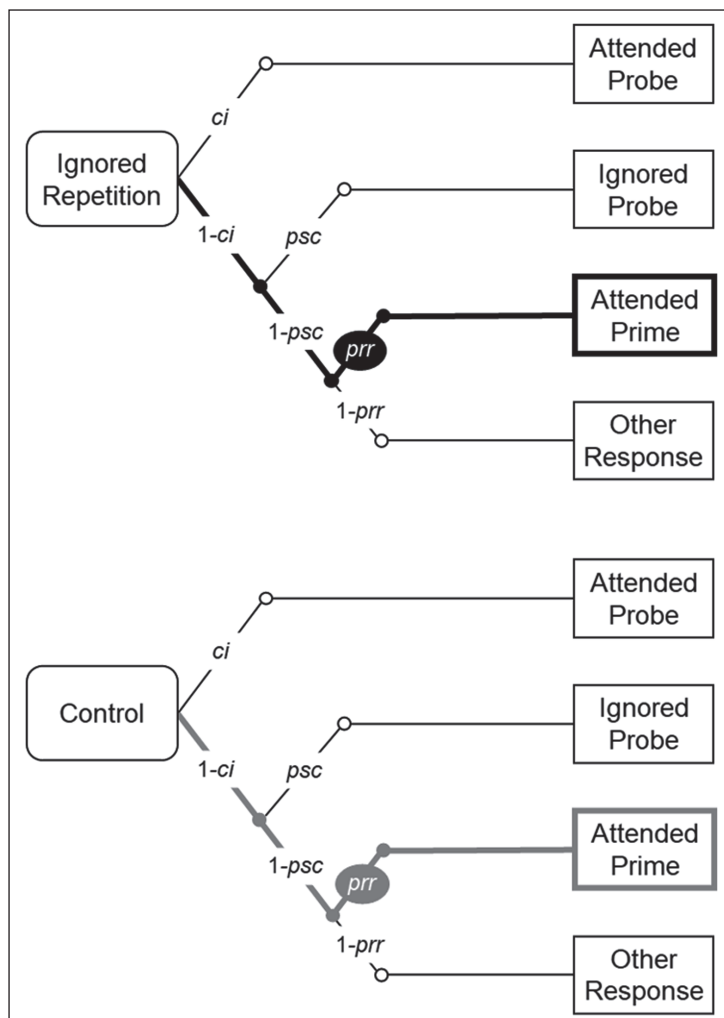 Attended
Probe
ci
Ignored
Repetition
Ignored
Probe
psc
1-ci
Attended
Prime
1-psc
prr
1-prr
Other
Response
Attended
Probe
ci
Control
Ignored
Probe
psc
1-ci
Attended
Prime
1-psc
prr
1-prr
Other
Response